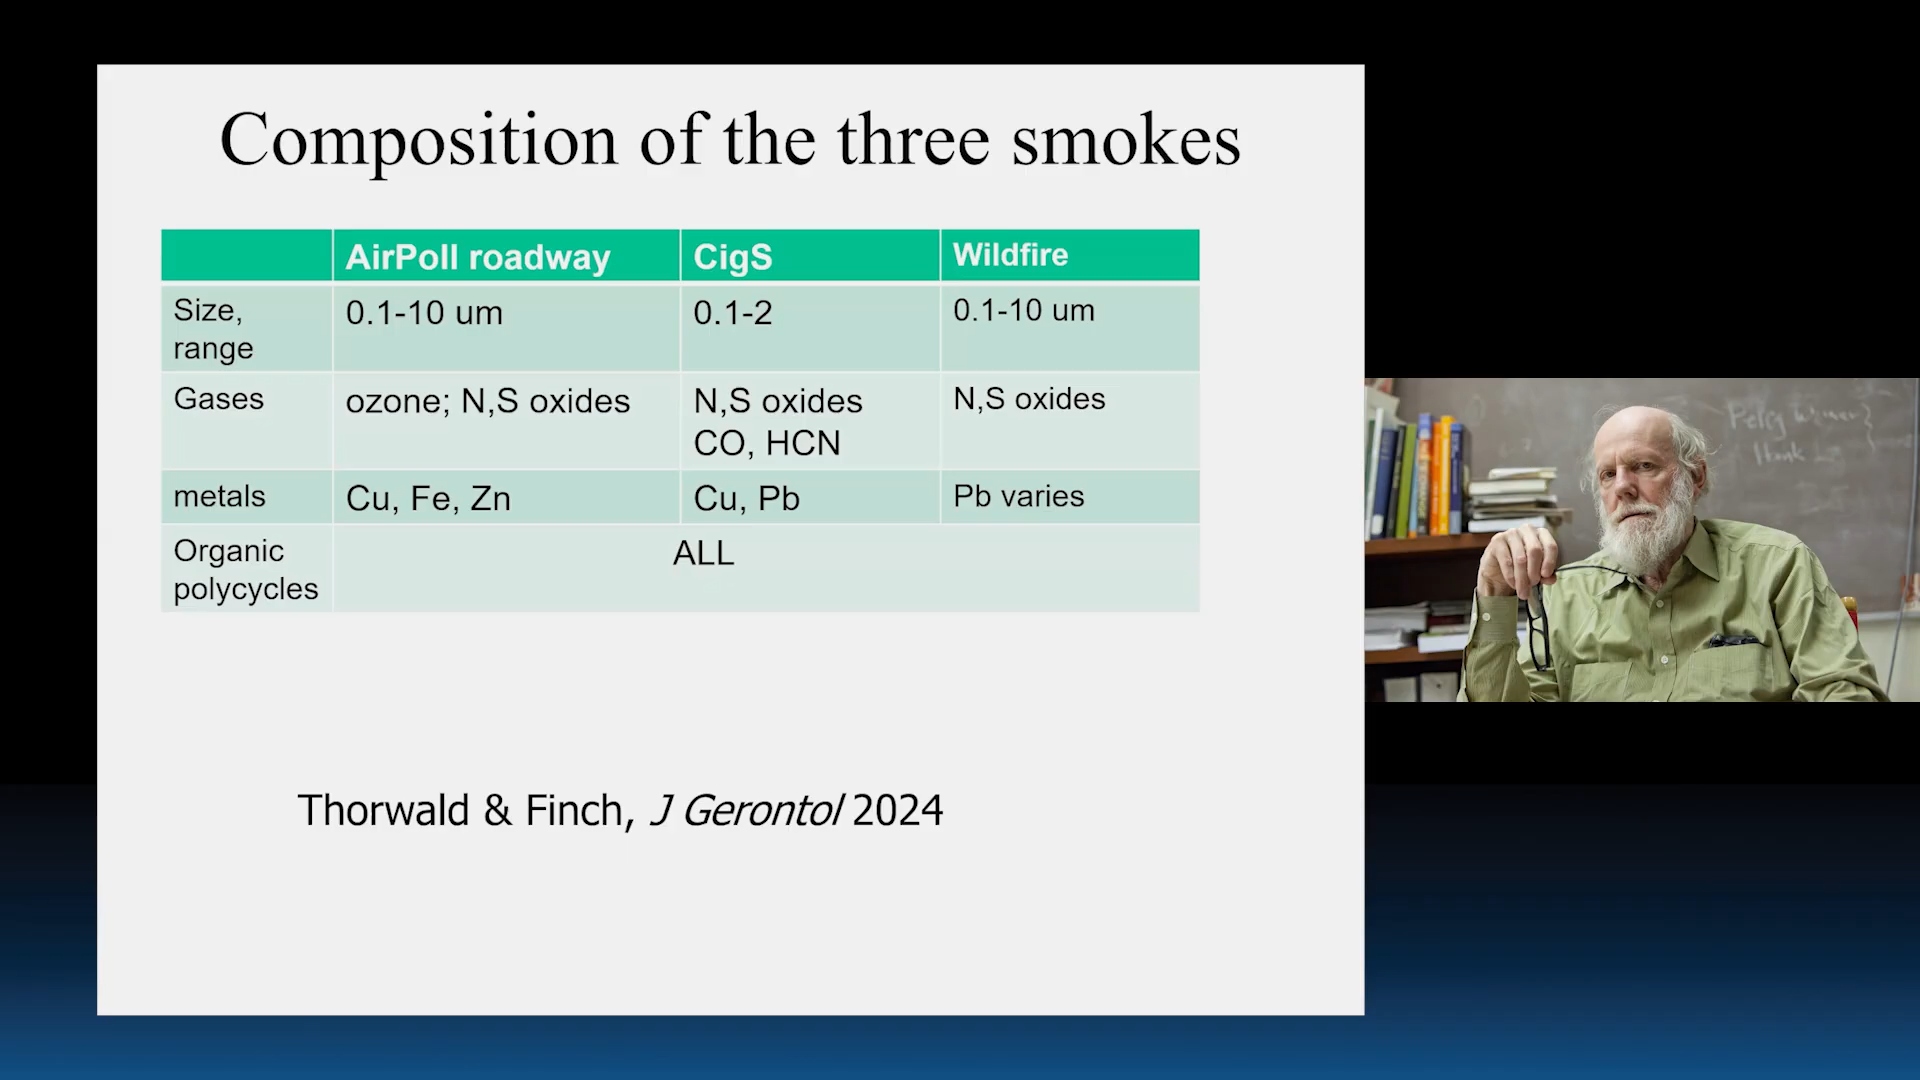 Composition of the three smokes
AirPoll roadway CigS Wildfire
Size, range 0.1-10 um 0.1-2 0.1-10 um
Gases ozone; N,S oxides N,S oxides CO, HCN N,S oxides
metals Cu, Fe, Zn Cu, Pb Pb varies
Organic polycycles ALL
Thorwald & Finch, J Gerontol 2024